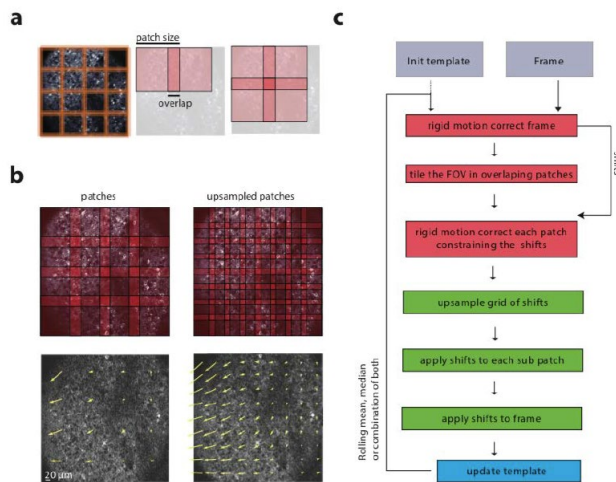 a
patch size
overlap
b
patches
upsampled patches
20 µm
c
Init template
Frame
rigid motion correct frame
tile the FOV in overlaping patches
rigid motion correct each patch
constraining the shifts
upsample grid of shifts
apply shifts to each sub patch
apply shifts to frame
update template
Rolling mean, median
or combination of both